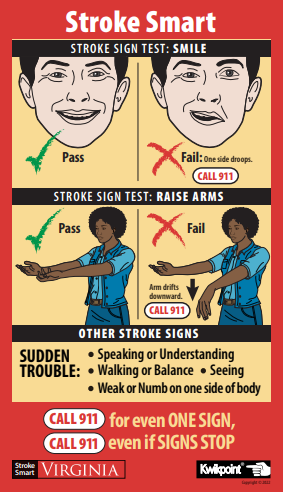 Stroke Smart
STROKE SIGN TEST: SMILE
Pass
Fail: One side droops.
CALL 911
STROKE SIGN TEST: RAISE ARMS
Pass
Fail
Arm drifts
downward.
CALL 911
OTHER STROKE SIGNS
SUDDEN
TROUBLE:
• Speaking or Understanding
• Walking or Balance • Seeing
• Weak or Numb on one side of body
CALL 911 for even ONE SIGN,
CALL 911 even if SIGNS STOP
Stroke
Smart
VIRGINIA
Kwikpoint
Copyright © 2022